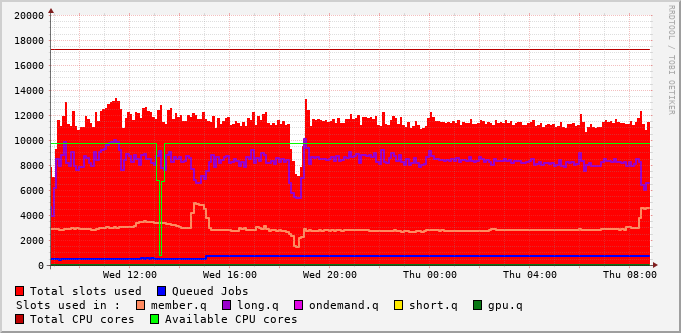 20000
18000
16000
14000
12000
10000
8000
6000
4000
2000
0
Wed 12:00 Wed 16:00 Wed 20:00 Thu 00:00 Thu 04:00 Thu 08:00
RRDTOOL / TOBI OETIKER
Total slots used Queued Jobs
Slots used in : member.q long.q ondemand.q short.q gpu.q
Total CPU cores Available CPU cores